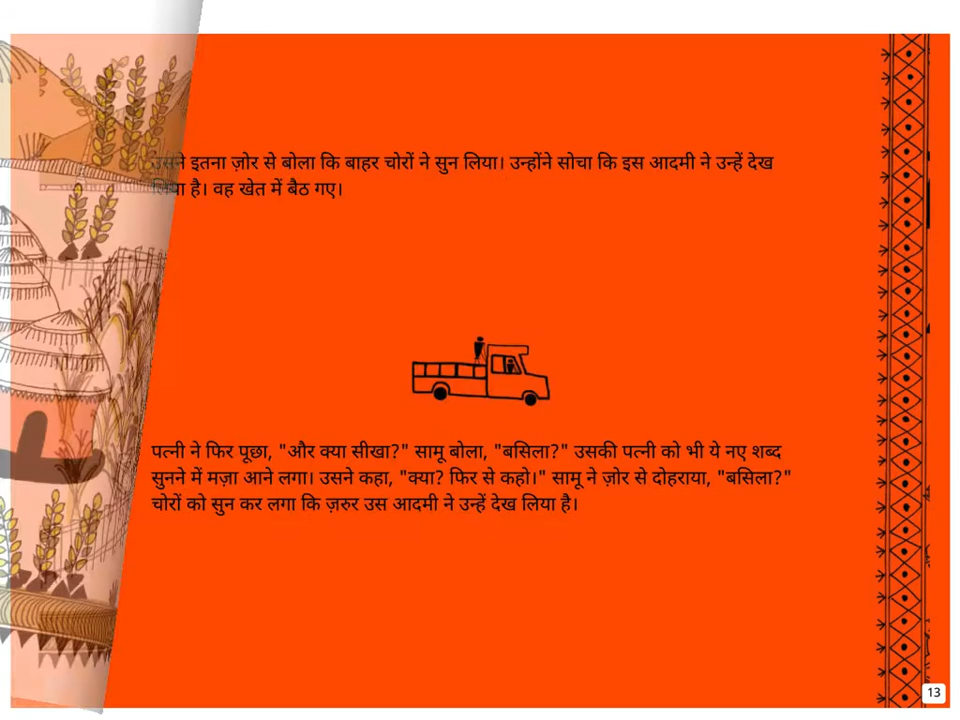 उसने इतना ज़ोर से बोला कि बाहर चोरों ने सुन लिया। उन्होंने सोचा कि इस आदमी ने उन्हें देख
लिया है। वह खेत में बैठ गए।
पत्नी ने फिर पूछा, "और क्या सीखा?" सामू बोला, "बसिला?" उसकी पत्नी को भी ये नए शब्द
सुनने में मज़ा आने लगा। उसने कहा, "क्या? फिर से कहो।" सामू ने ज़ोर से दोहराया, "बसिला?"
चोरों को सुन कर लगा कि ज़रुर उस आदमी ने उन्हें देख लिया है।
13